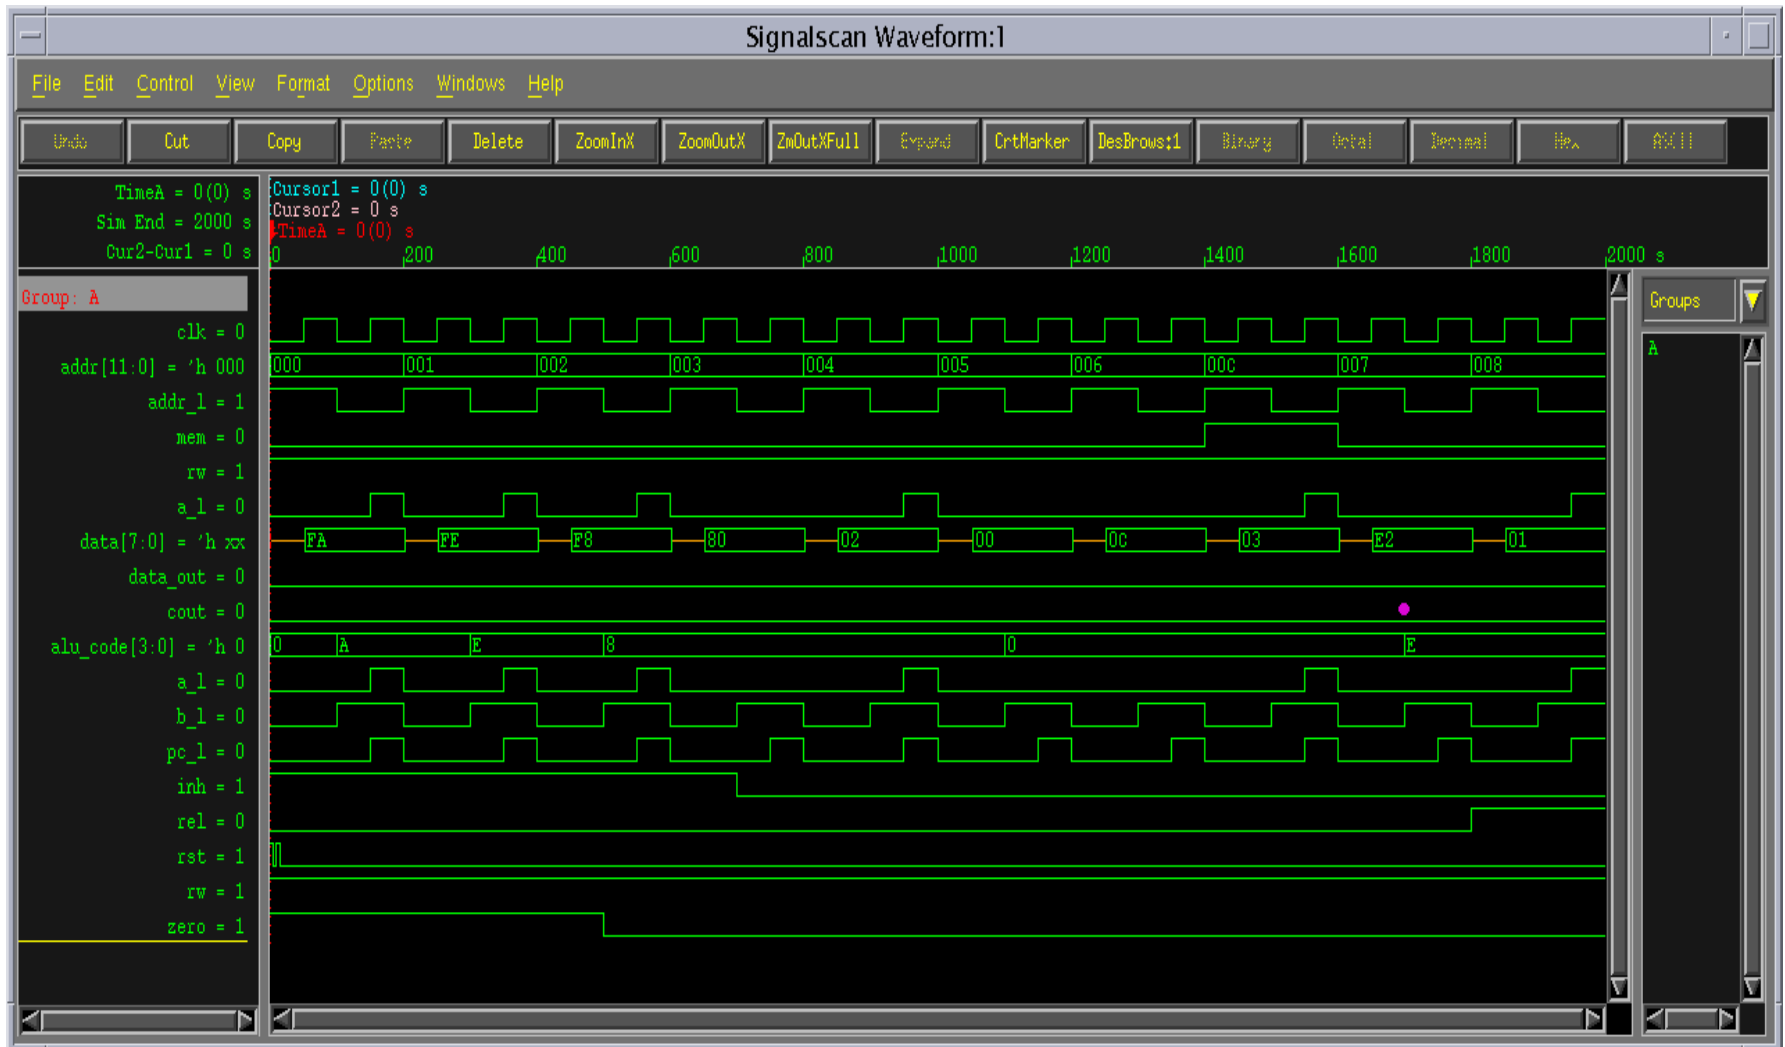 Signalscan Waveform:1
File Edit Control View Format Options Windows Help
Undo Cut Copy Paste Delete ZoomInX ZoomOutX ZmOutXFull Expand CrtMarker DesBrows:1 Binary Octal Decimal Hex ASCII
TimeA = 0(0) s
Sim End = 2000 s
Cur2-Cur1 = 0 s
Cursor1 = 0(0) s
Cursor2 = 0 s
TimeA = 0(0) s
0 200 400 600 800 1000 1200 1400 1600 1800 2000 s
Group: A
Groups
A
clk = 0
addr[11:0] = 'h 000 000 001 002 003 004 005 006 00C 007 008
addr_l = 1
mem = 0
rw = 1
a_l = 0
data[7:0] = 'h xx FA FE F8 80 02 00 0C 03 E2 01
data_out = 0
cout = 0
alu_code[3:0] = 'h 0 0 A E 8 0 E
a_l = 0
b_l = 0
pc_l = 0
inh = 1
rel = 0
rst = 1
rw = 1
zero = 1